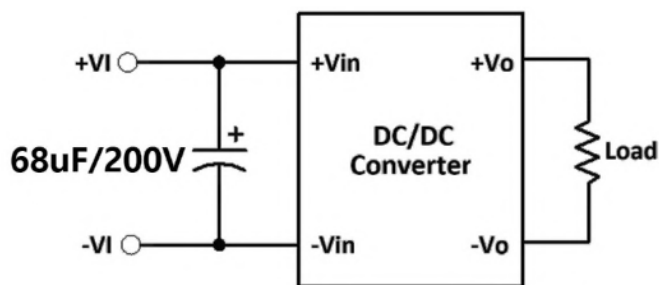 +VI
+Vin
+Vo
+
68uF/200V
DC/DC
Converter
Load
-VI
-Vin
-Vo